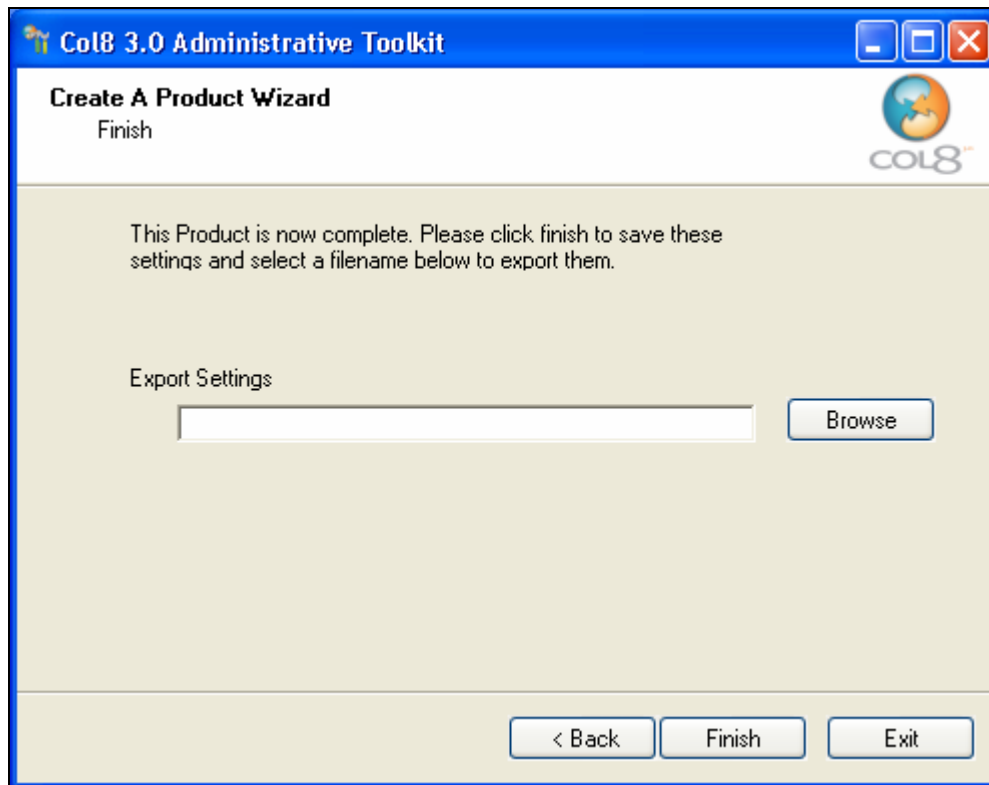 Col8 3.0 Administrative Toolkit
Create A Product Wizard
Finish
COL8
This Product is now complete. Please click finish to save these
settings and select a filename below to export them.
Export Settings
Browse
< Back
Finish
Exit